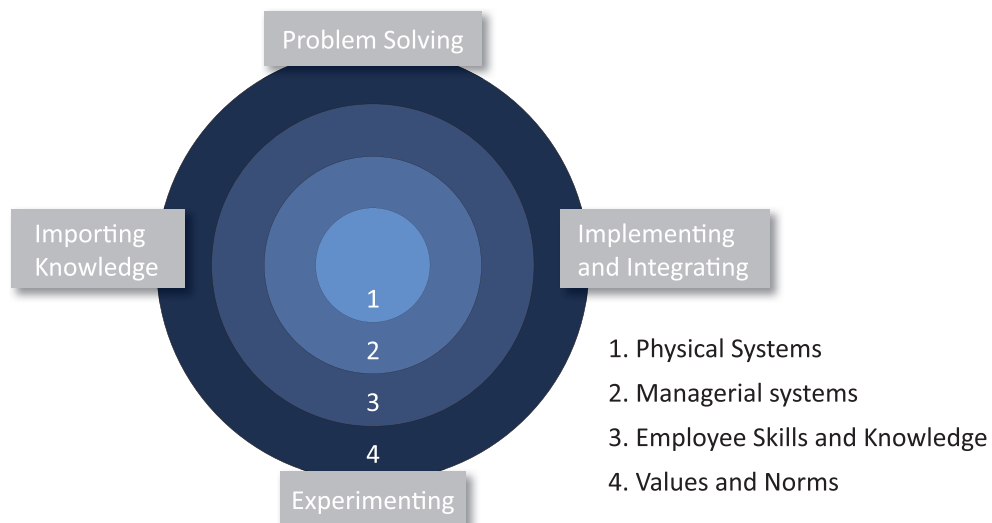 Problem Solving
Importing
Knowledge
Implementing
and Integrating
1
2
3
4
Experimenting
1. Physical Systems
2. Managerial systems
3. Employee Skills and Knowledge
4. Values and Norms